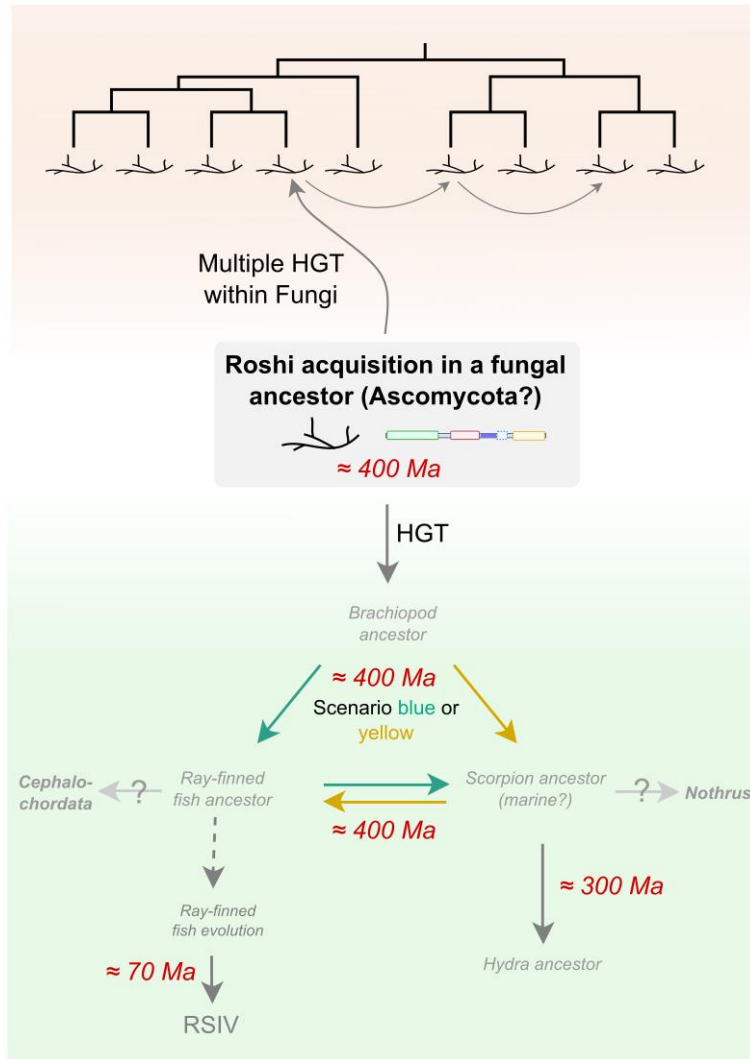 Multiple HGT
within Fungi
Roshi acquisition in a fungal
ancestor (Ascomycota?)
≈ 400 Ma
HGT
Brachiopod
ancestor
≈ 400 Ma
Scenario blue or
yellow
Cephalo-
chordata
?
Ray-finned
fish ancestor
Scorpion ancestor
(marine?)
?
Nothrus
≈ 400 Ma
≈ 300 Ma
Ray-finned
fish evolution
Hydra ancestor
≈ 70 Ma
RSIV